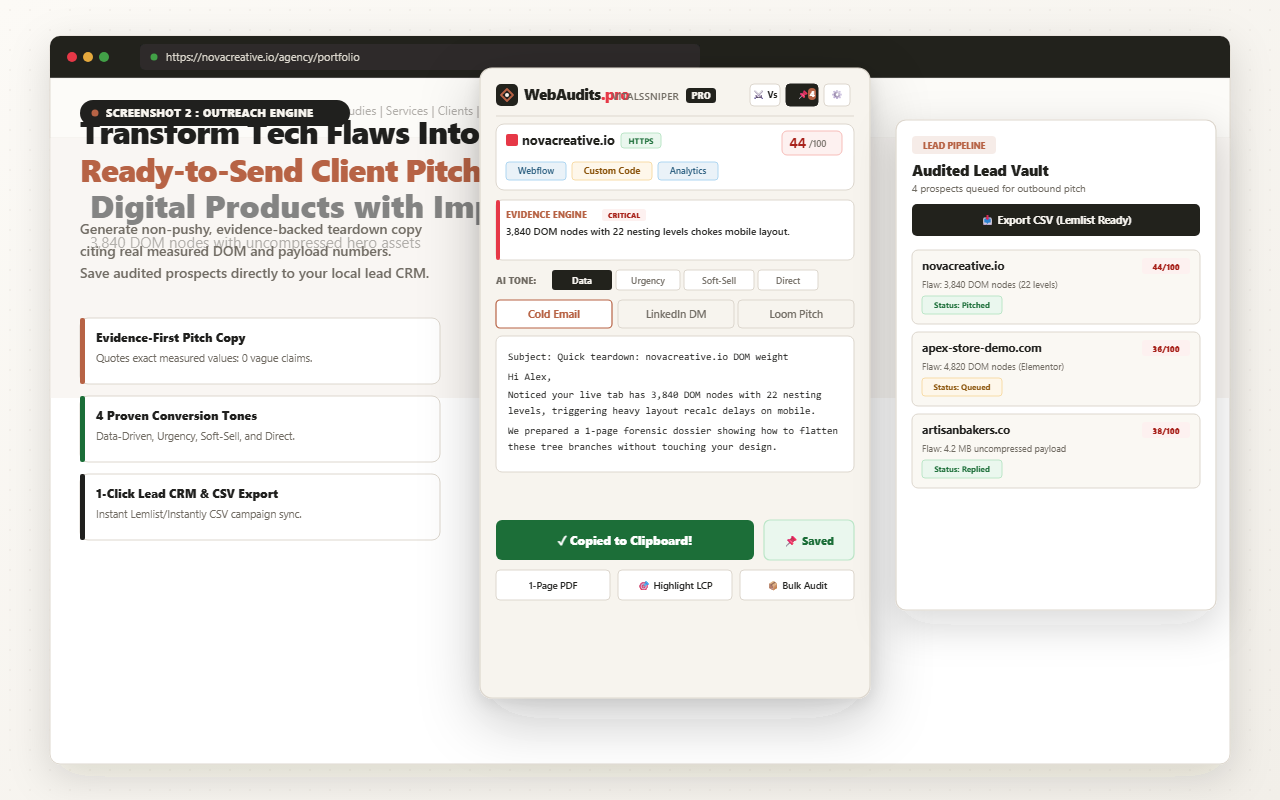 https://novacreative.io/agency/portfolio
SCREENSHOT 2 : OUTREACH ENGINE
udies | Services | Clients |
Transform Tech Flaws Into
Ready-to-Send Client Pitch
Digital Products with Imp
Generate non-pushy, evidence-backed teardown copy
3,840 DOM nodes with uncompressed hero assets
citing real measured DOM and payload numbers.
Save audited prospects directly to your local lead CRM.
Evidence-First Pitch Copy
Quotes exact measured values: 0 vague claims.
4 Proven Conversion Tones
Data-Driven, Urgency, Soft-Sell, and Direct.
1-Click Lead CRM & CSV Export
Instant Lemlist/Instantly CSV campaign sync.
WebAudits.pro
ALSSNIPER
PRO
Vs
4
novacreative.io
HTTPS
44 /100
Webflow
Custom Code
Analytics
EVIDENCE ENGINE
CRITICAL
3,840 DOM nodes with 22 nesting levels chokes mobile layout.
AI TONE:
Data
Urgency
Soft-Sell
Direct
Cold Email
LinkedIn DM
Loom Pitch
Subject: Quick teardown: novacreative.io DOM weight
Hi Alex,
Noticed your live tab has 3,840 DOM nodes with 22 nesting
levels, triggering heavy layout recalc delays on mobile.
We prepared a 1-page forensic dossier showing how to flatten
these tree branches without touching your design.
✓ Copied to Clipboard!
Saved
1-Page PDF
Highlight LCP
Bulk Audit
LEAD PIPELINE
Audited Lead Vault
4 prospects queued for outbound pitch
Export CSV (Lemlist Ready)
novacreative.io
44/100
Flaw: 3,840 DOM nodes (22 levels)
Status: Pitched
apex-store-demo.com
36/100
Flaw: 4,820 DOM nodes (Elementor)
Status: Queued
artisanbakers.co
38/100
Flaw: 4.2 MB uncompressed payload
Status: Replied